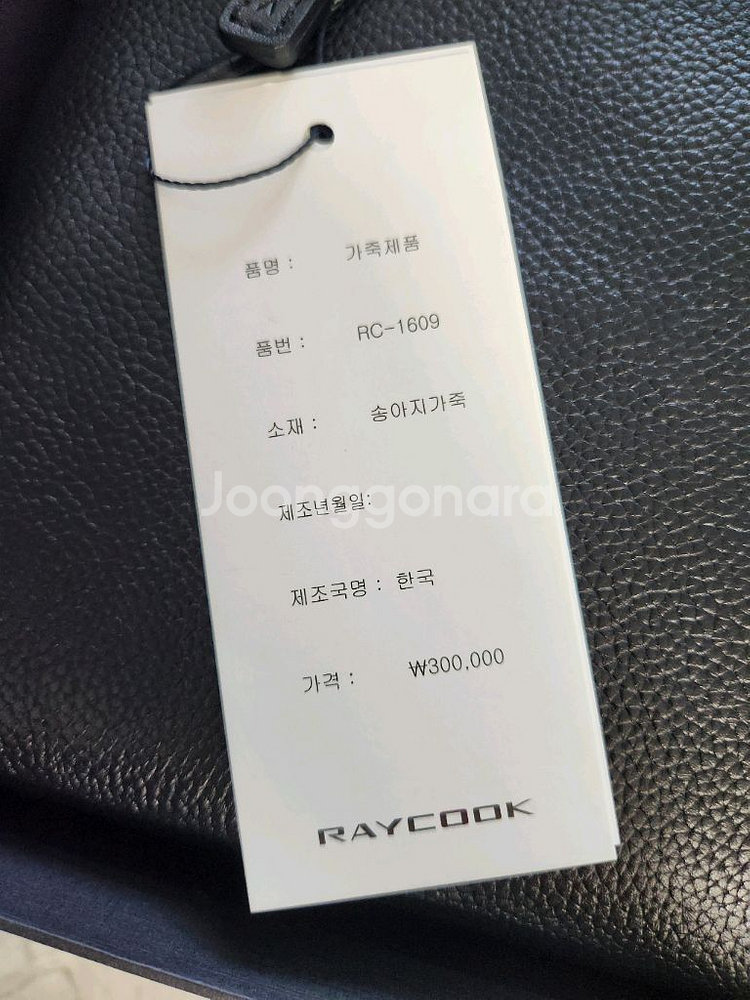 품명 : 가죽제품
품번 : RC-1609
소재 : 송아지가죽
Joonggonara
제조년월일:
제조국명 : 한국
가격 : ₩300,000
RAYCOOK